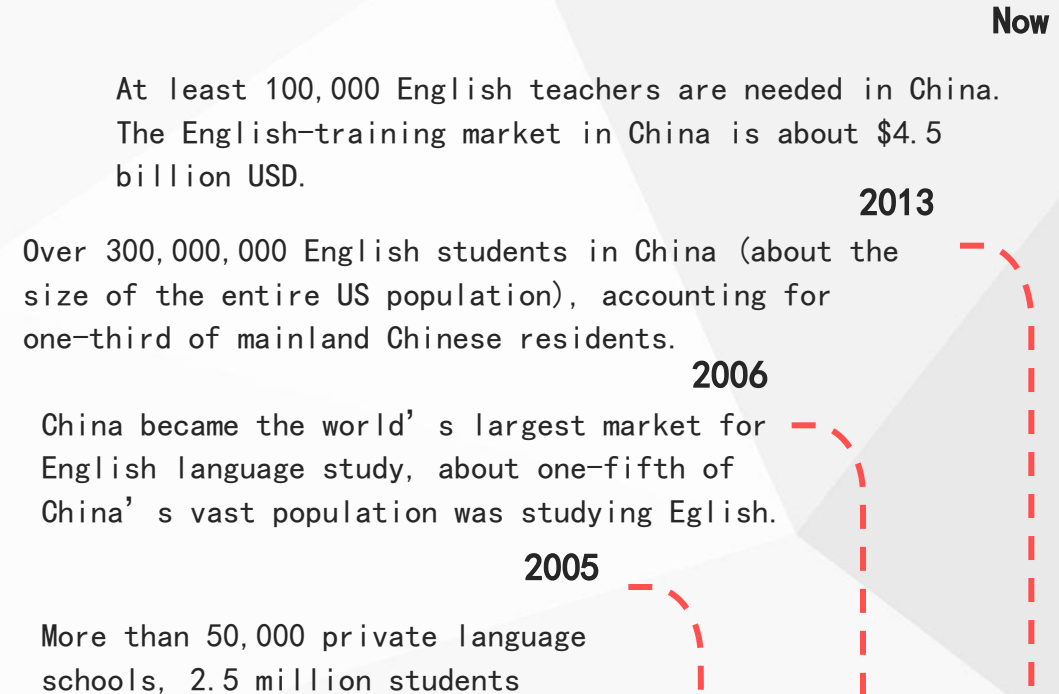 Now
At least 100,000 English teachers are needed in China.
The English-training market in China is about $4.5
billion USD.
2013
Over 300,000,000 English students in China (about the
size of the entire US population), accounting for
one-third of mainland Chinese residents.
2006
China became the world’s largest market for
English language study, about one-fifth of
China’s vast population was studying Eglish.
2005
More than 50,000 private language
schools, 2.5 million students